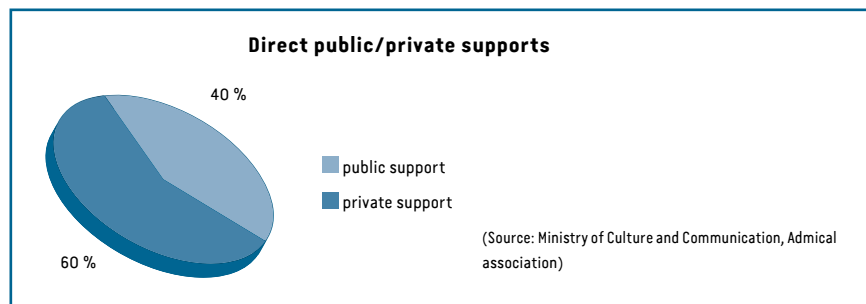 Direct public/private supports
40 %
public support
private support
(Source: Ministry of Culture and Communication, Admical
association)
60 %